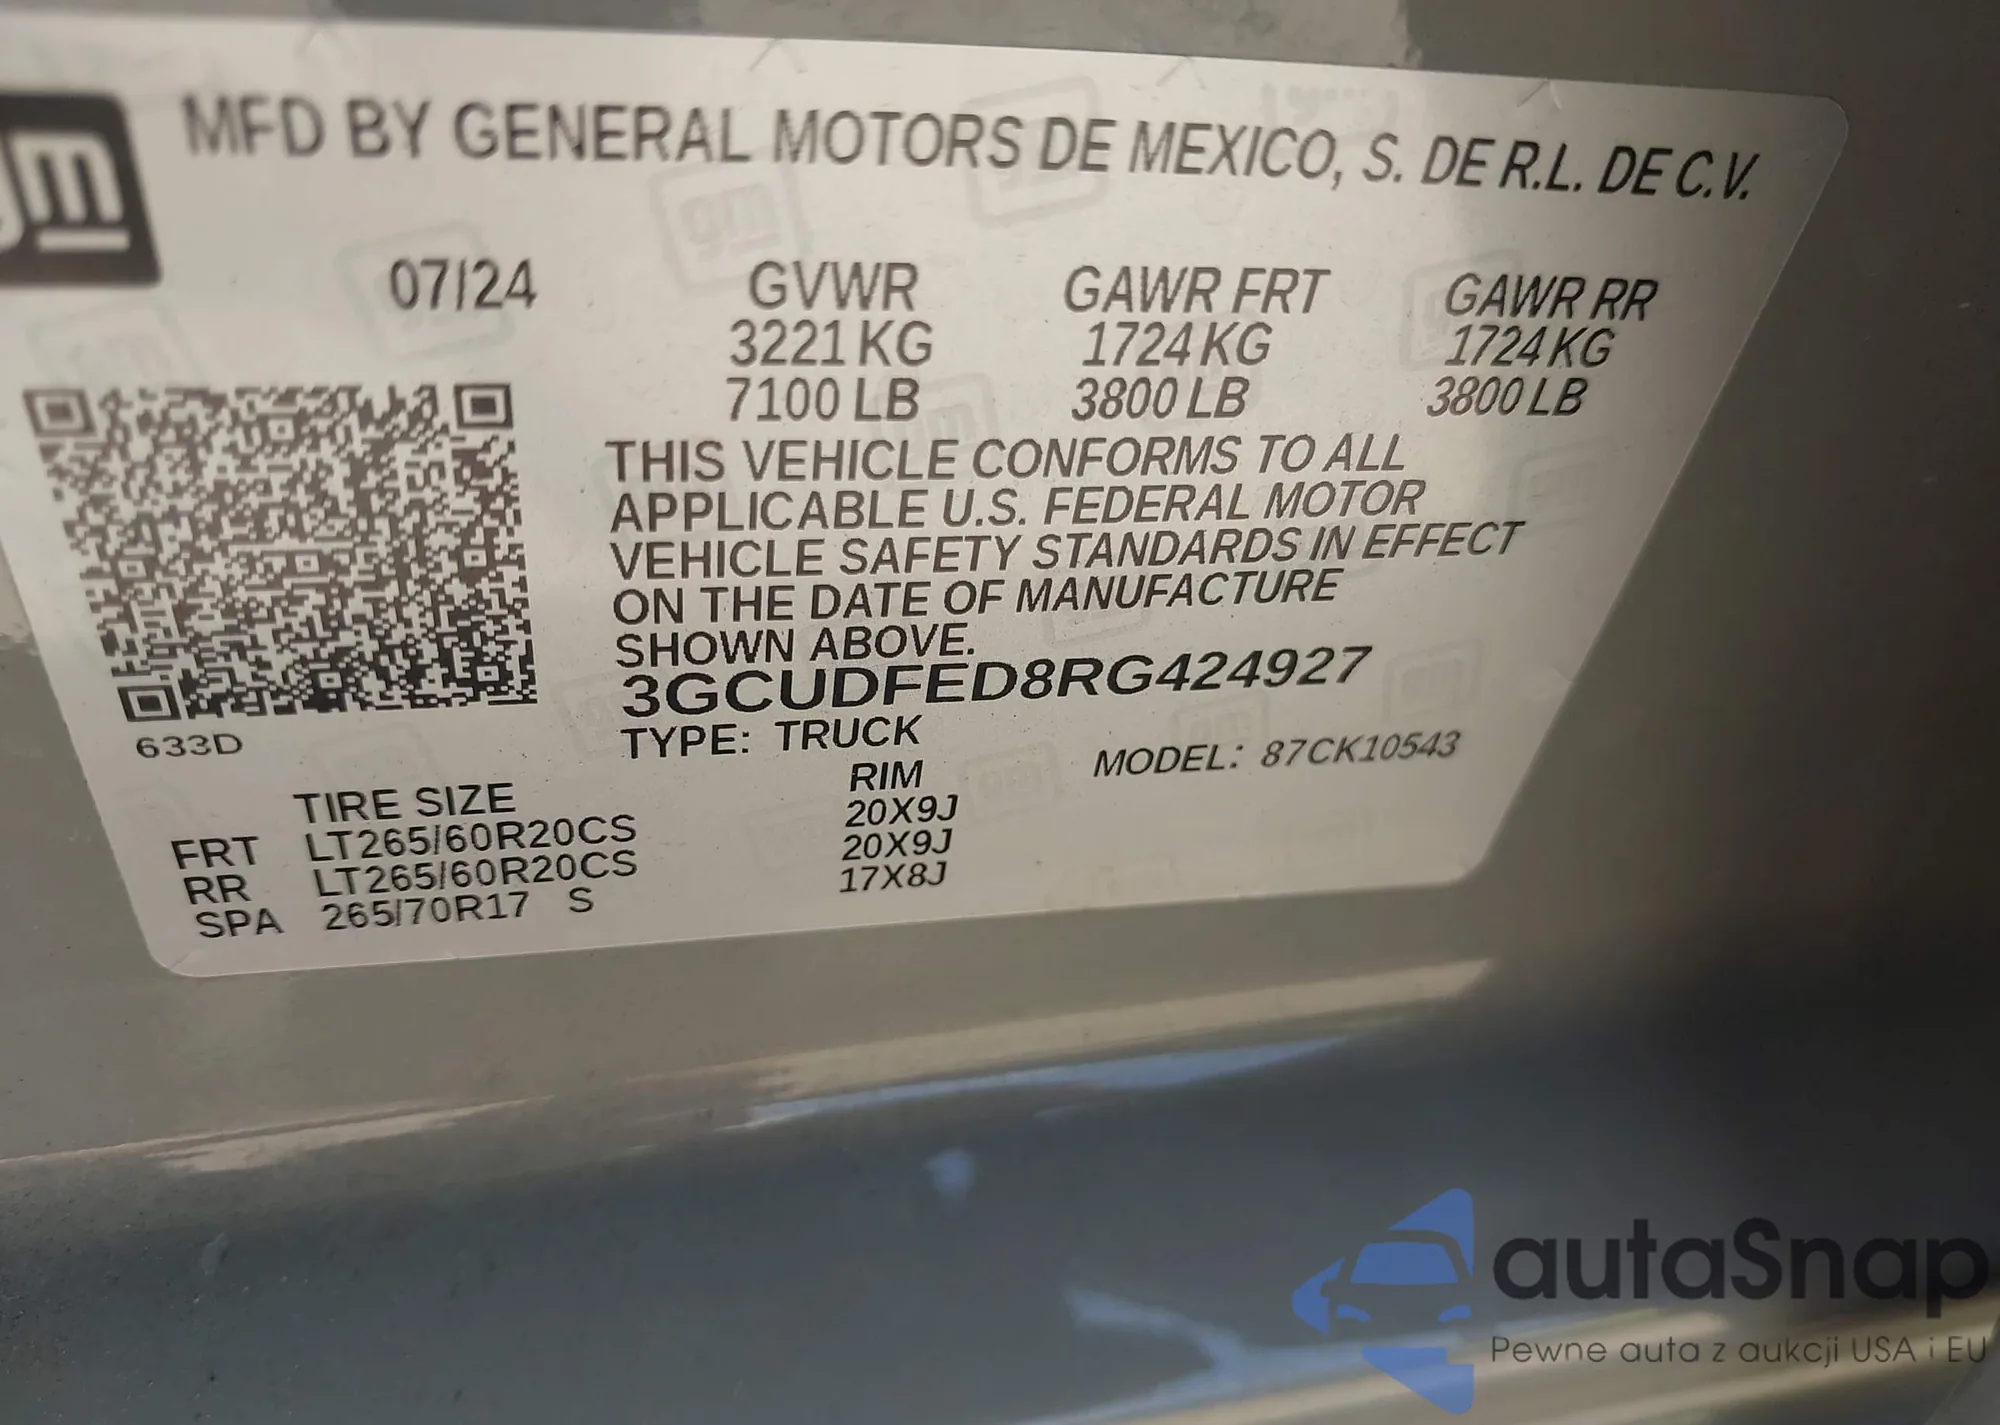 gm
MFD BY GENERAL MOTORS DE MEXICO, S. DE R.L. DE C.V.
07/24 GVWR GAWR FRT GAWR RR
3221 KG 1724 KG 1724 KG
7100 LB 3800 LB 3800 LB
THIS VEHICLE CONFORMS TO ALL
APPLICABLE U.S. FEDERAL MOTOR
VEHICLE SAFETY STANDARDS IN EFFECT
ON THE DATE OF MANUFACTURE
SHOWN ABOVE.
3GCUDFED8RG424927
633D
TYPE: TRUCK MODEL: 87CK10543
TIRE SIZE RIM
FRT LT265/60R20CS 20X9J
RR LT265/60R20CS 20X9J
SPA 265/70R17 S 17X8J
autaSnap
Pewne auta z aukcji USA i EU